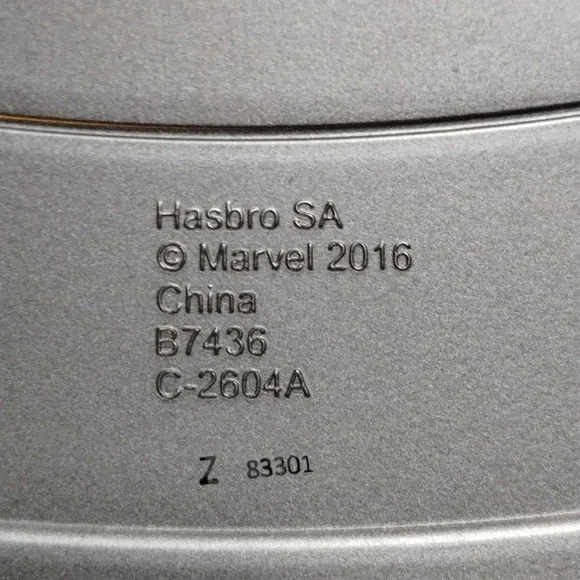 Hasbro SA
© Marvel 2016
China
B7436
C-2604A
Z 83301